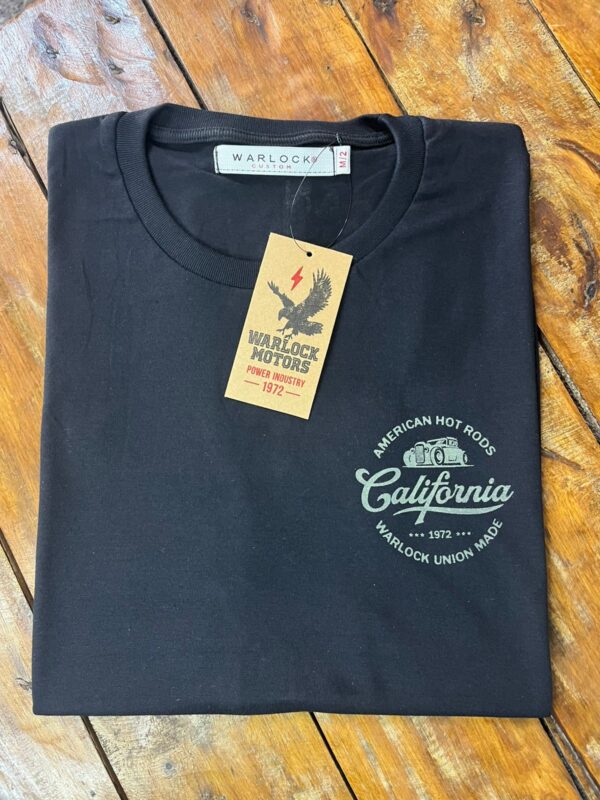 WARLOCK®
CUSTOM
M/2
WARLOCK
MOTORS
POWER INDUSTRY
— 1972 —
AMERICAN HOT RODS
California
*** 1972 ***
WARLOCK UNION MADE